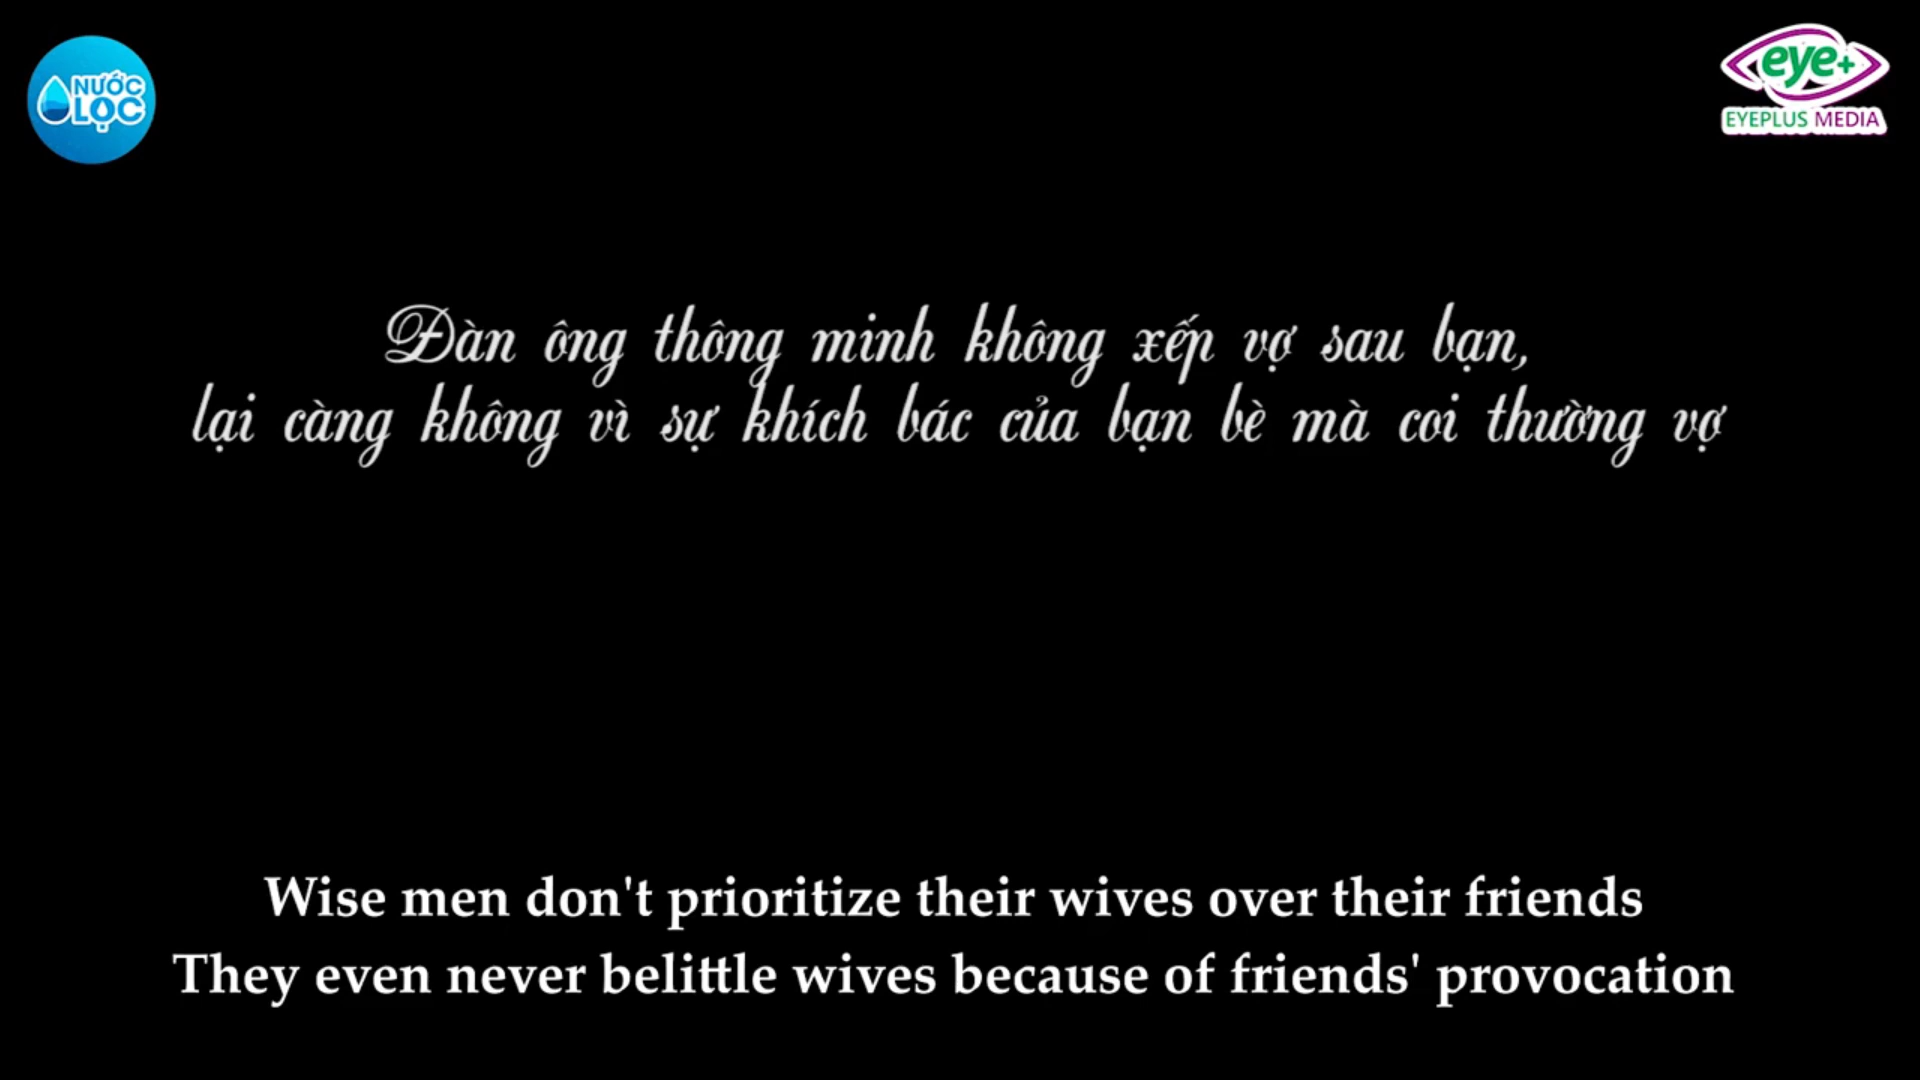 NƯỚC
LỌC
eye+
EYEPLUS MEDIA
Đàn ông thông minh không xếp vợ sau bạn,
lại càng không vì sự khích bác của bạn bè mà coi thường vợ
Wise men don't prioritize their wives over their friends
They even never belittle wives because of friends' provocation